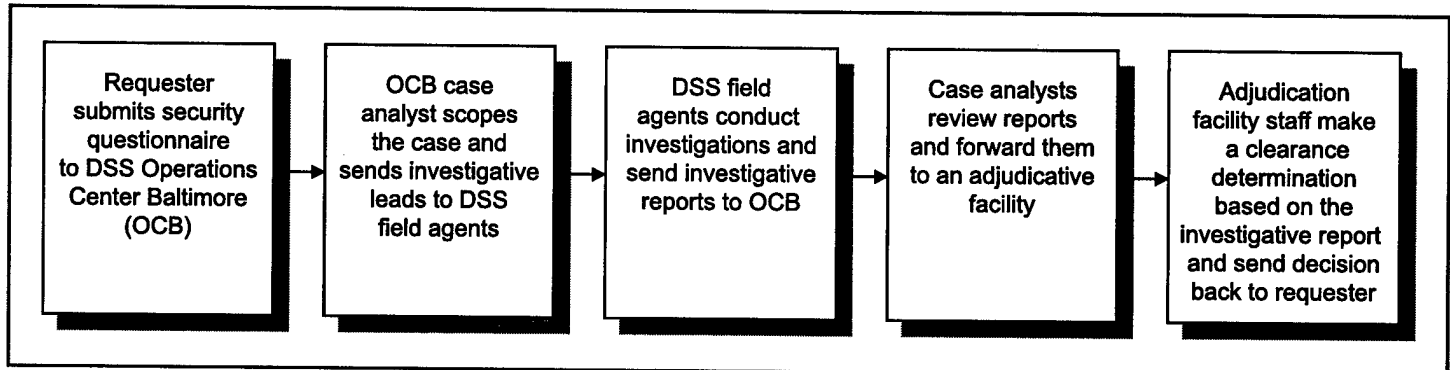 Requester
submits security
questionnaire
to DSS Operations
Center Baltimore
(OCB)
OCB case
analyst scopes
the case and
sends investigative
leads to DSS
field agents
DSS field
agents conduct
investigations and
send investigative
reports to OCB
Case analysts
review reports
and forward them
to an adjudicative
facility
Adjudication
facility staff make
a clearance
determination
based on the
investigative report
and send decision
back to requester